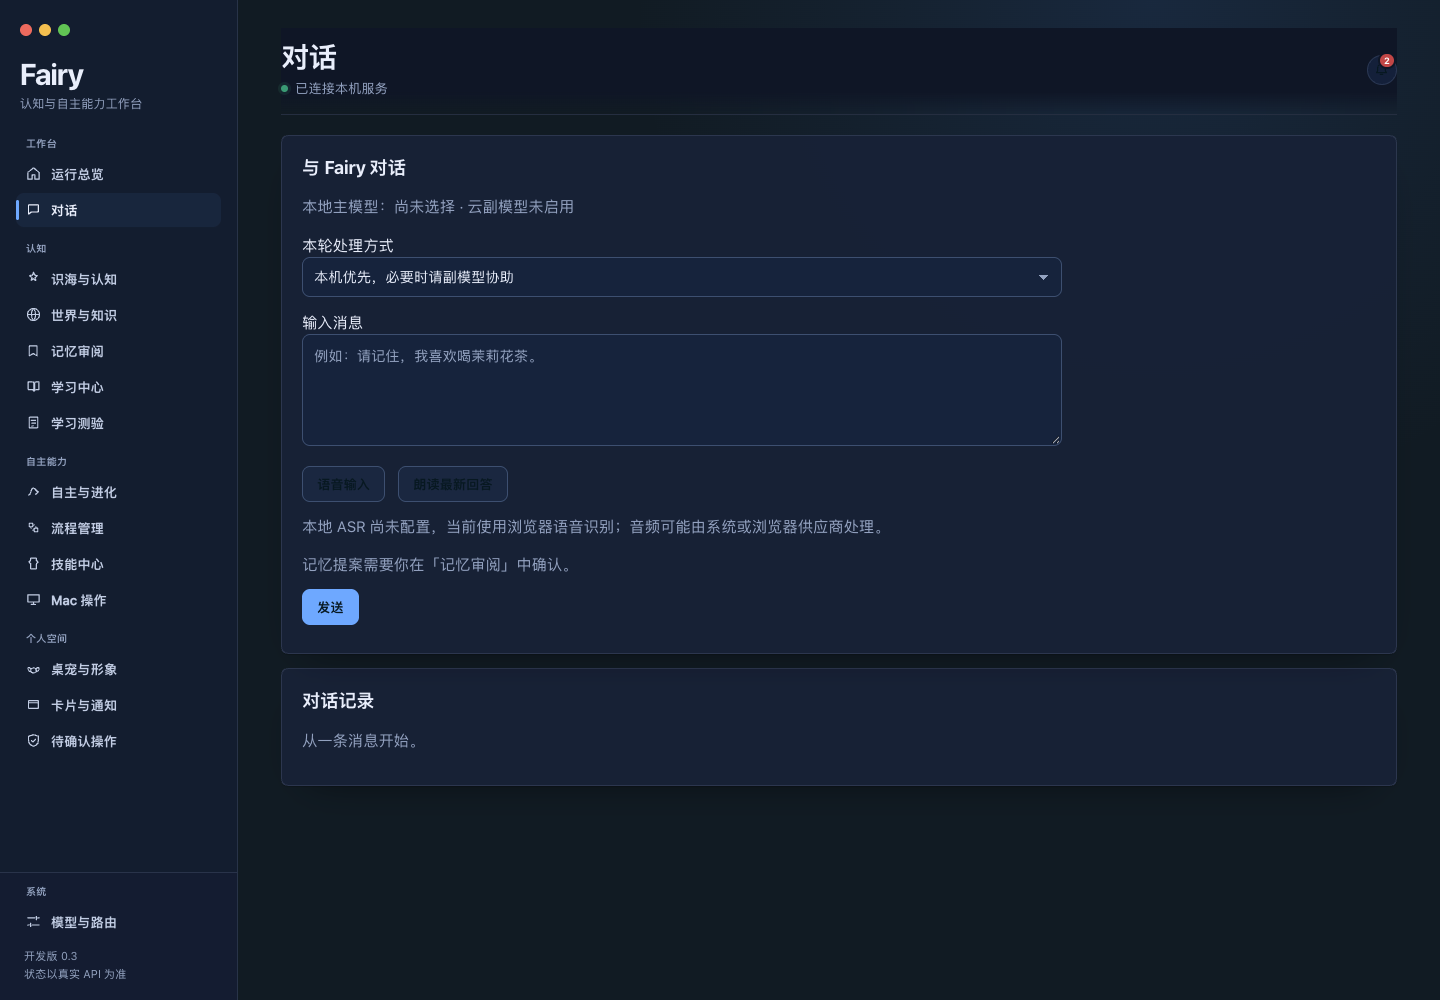 Fairy
认知与自主能力工作台
工作台
运行总览
对话
认知
识海与认知
世界与知识
记忆审阅
学习中心
学习测验
自主能力
自主与进化
流程管理
技能中心
Mac 操作
个人空间
桌宠与形象
卡片与通知
待确认操作
系统
模型与路由
开发版 0.3
状态以真实 API 为准
对话
已连接本机服务
2
与 Fairy 对话
本地主模型：尚未选择 · 云副模型未启用
本轮处理方式
本机优先，必要时请副模型协助
输入消息
例如：请记住，我喜欢喝茉莉花茶。
语音输入
朗读最新回答
本地 ASR 尚未配置，当前使用浏览器语音识别；音频可能由系统或浏览器供应商处理。
记忆提案需要你在「记忆审阅」中确认。
发送
对话记录
从一条消息开始。